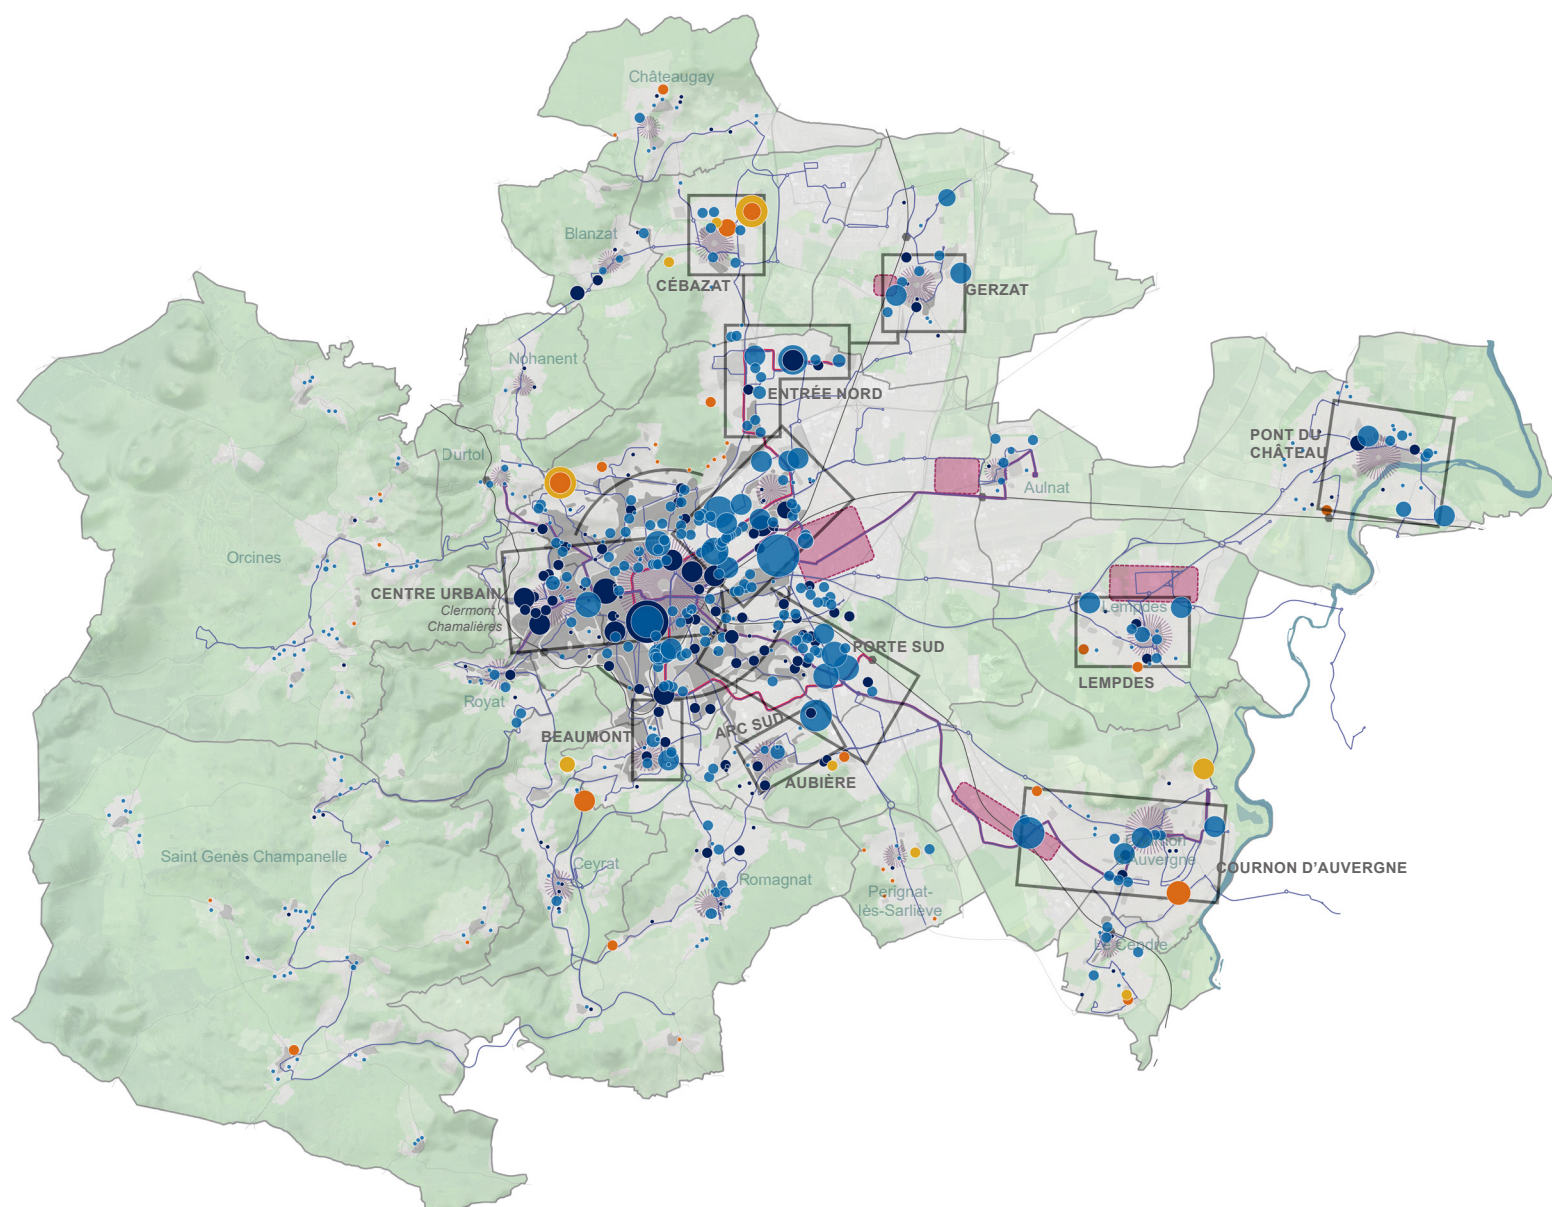 Châteaugay
Blanzat
CÉBAZAT
GERZAT
Nohanent
ENTRÉE NORD
Durtol
PONT DU
CHÂTEAU
Aulnat
Orcines
CENTRE URBAIN
Clermont /
Chamalières
Lempdes
PORTE SUD
LEMPDES
Royat
ARC SUD
BEAUMONT
AUBIÈRE
Saint Genès Champanelle
Ceyrat
Romagnat
Auvergne
COURNON D'AUVERGNE
Perignat-
lès-Sarliève
Le Cendre